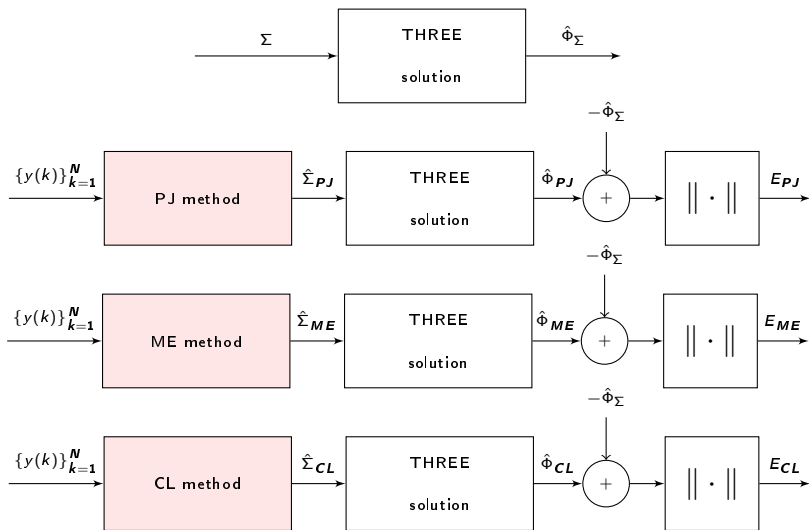 Σ THREE solution Φ̂_Σ
−Φ̂_Σ
{y(k)}_{k=1}^N PJ method Σ̂_PJ THREE solution Φ̂_PJ + ‖ · ‖ E_PJ
−Φ̂_Σ
{y(k)}_{k=1}^N ME method Σ̂_ME THREE solution Φ̂_ME + ‖ · ‖ E_ME
−Φ̂_Σ
{y(k)}_{k=1}^N CL method Σ̂_CL THREE solution Φ̂_CL + ‖ · ‖ E_CL